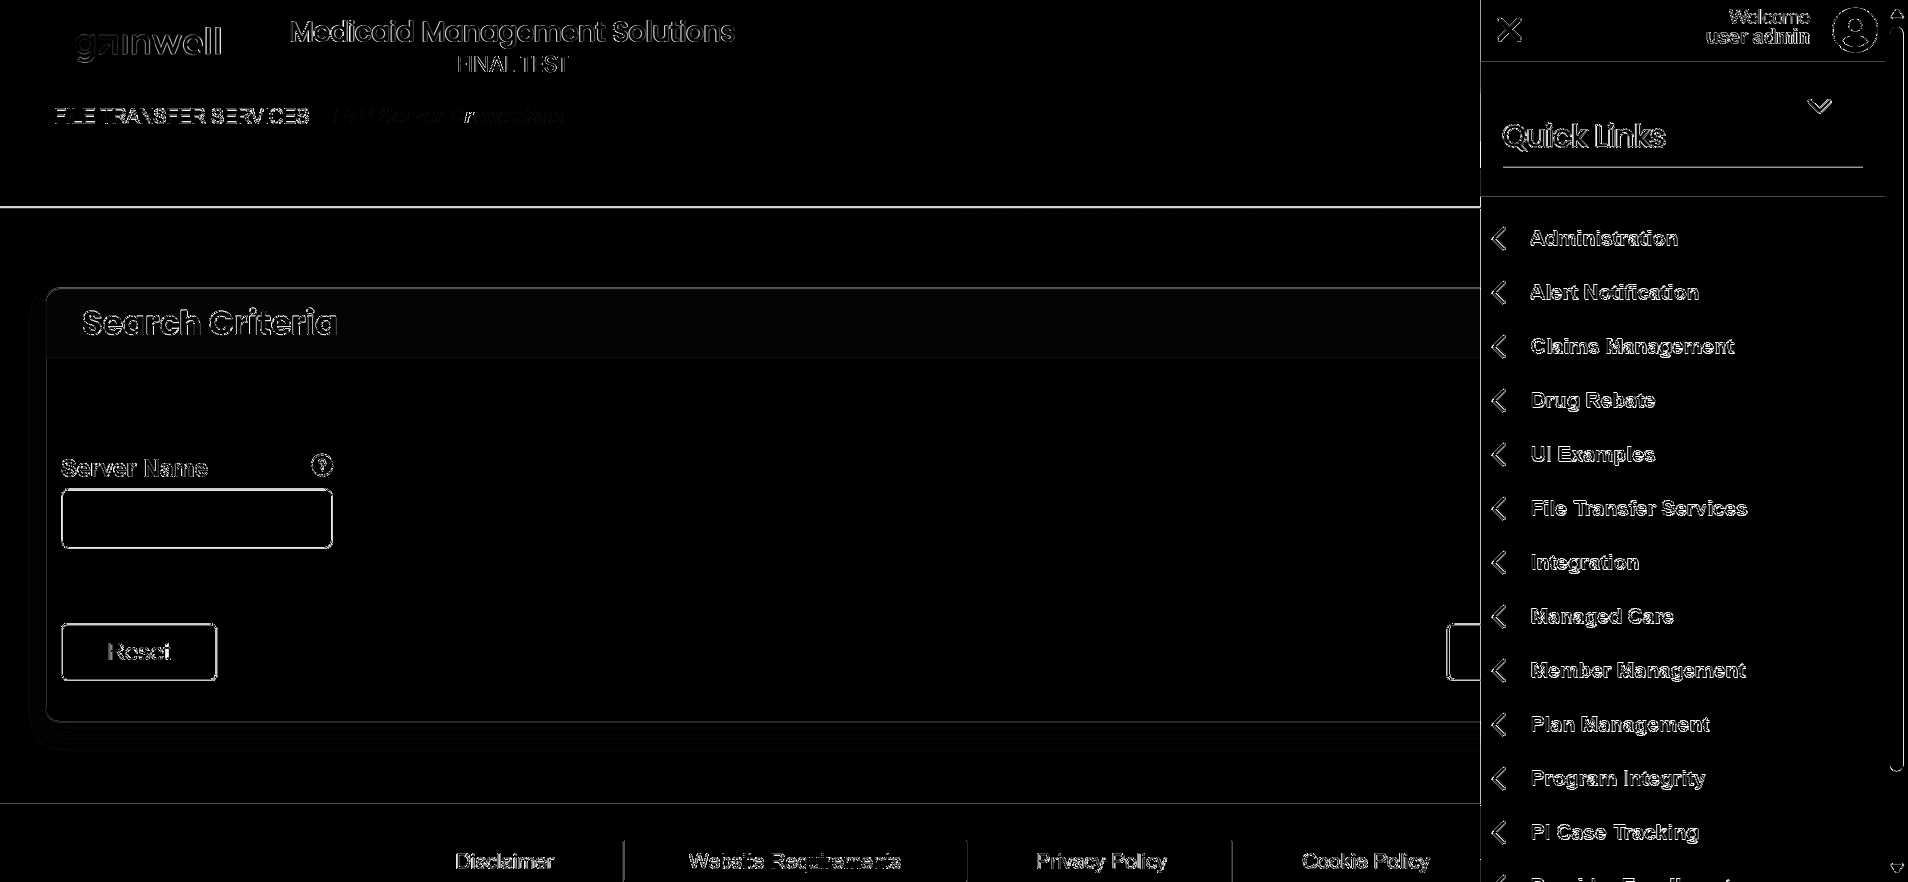 gainwell
Medicaid Management Solutions
FINAL TEST
Welcome
user admin
FILE TRANSFER SERVICES
Quick Links
Administration
Alert Notification
Claims Management
Drug Rebate
UI Examples
File Transfer Services
Integration
Managed Care
Member Management
Plan Management
Program Integrity
PI Case Tracking
Search Criteria
Server Name ?
Reset
Disclaimer
Website Requirements
Privacy Policy
Cookie Policy